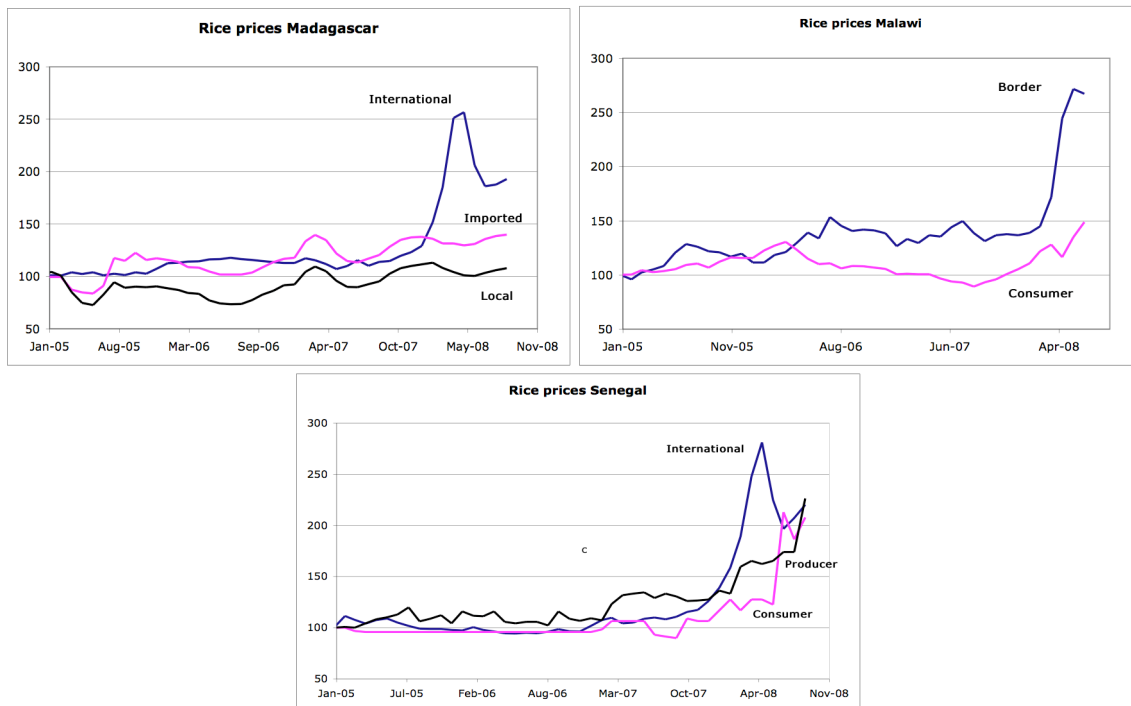 Rice prices Madagascar
300
250
200
150
100
50
International
Imported
Local
Jan-05 Aug-05 Mar-06 Sep-06 Apr-07 Oct-07 May-08 Nov-08
Rice prices Malawi
300
250
200
150
100
50
Border
Consumer
Jan-05 Nov-05 Aug-06 Jun-07 Apr-08
Rice prices Senegal
300
250
200
150
100
50
International
c
Producer
Consumer
Jan-05 Jul-05 Feb-06 Aug-06 Mar-07 Oct-07 Apr-08 Nov-08